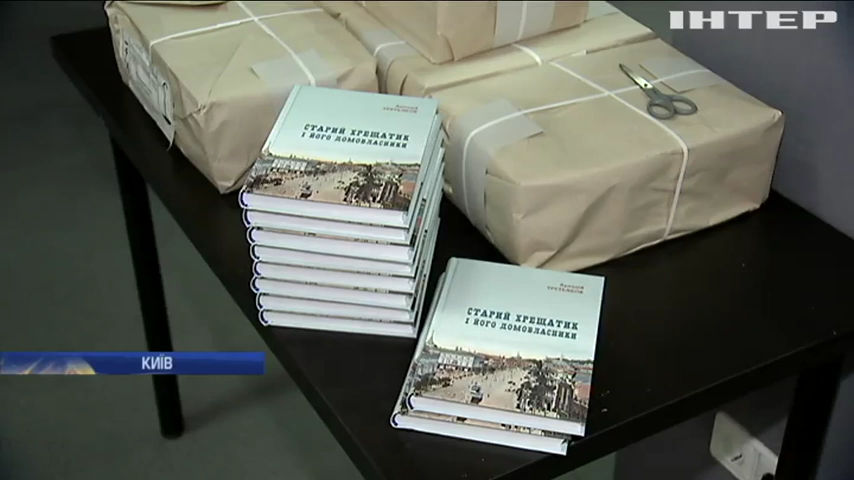 ІНТЕР
СТАРИЙ ХРЕЩАТИК
І ЙОГО ДОМОВЛАСНИКИ
СТАРИЙ ХРЕЩАТИК
І ЙОГО ДОМОВЛАСНИКИ
КИЇВ